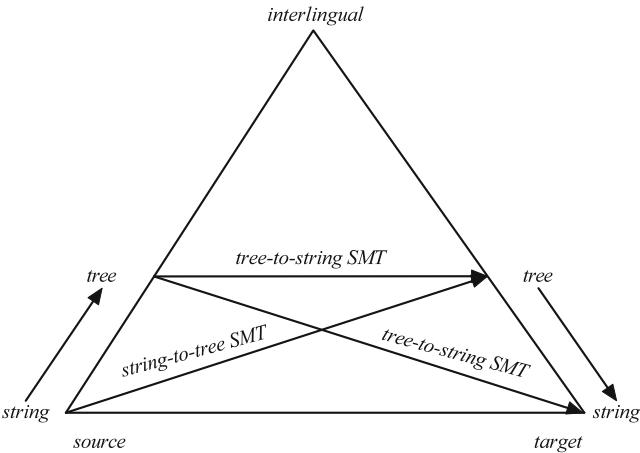 interlingual
tree-to-string SMT
tree
tree
string-to-tree SMT
tree-to-string SMT
string
string
source
target